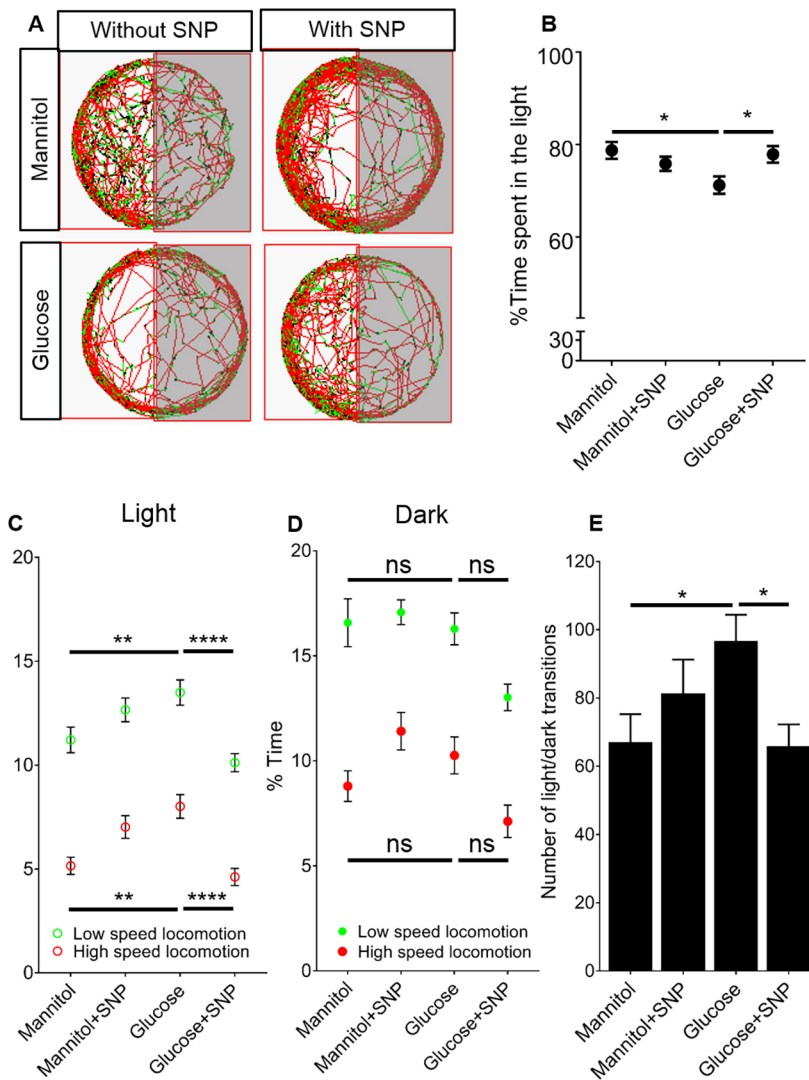 A
Without SNP
With SNP
Mannitol
Glucose
B
%Time spent in the light
100
80
60
30
0
Mannitol
Mannitol+SNP
Glucose
Glucose+SNP
*
*
C
Light
20
15
10
5
0
**
****
**
****
Low speed locomotion
High speed locomotion
Mannitol
Mannitol+SNP
Glucose
Glucose+SNP
D
Dark
% Time
20
15
10
5
0
ns
ns
ns
ns
Low speed locomotion
High speed locomotion
Mannitol
Mannitol+SNP
Glucose
Glucose+SNP
E
Number of light/dark transitions
120
100
80
60
40
20
0
*
*
Mannitol
Mannitol+SNP
Glucose
Glucose+SNP